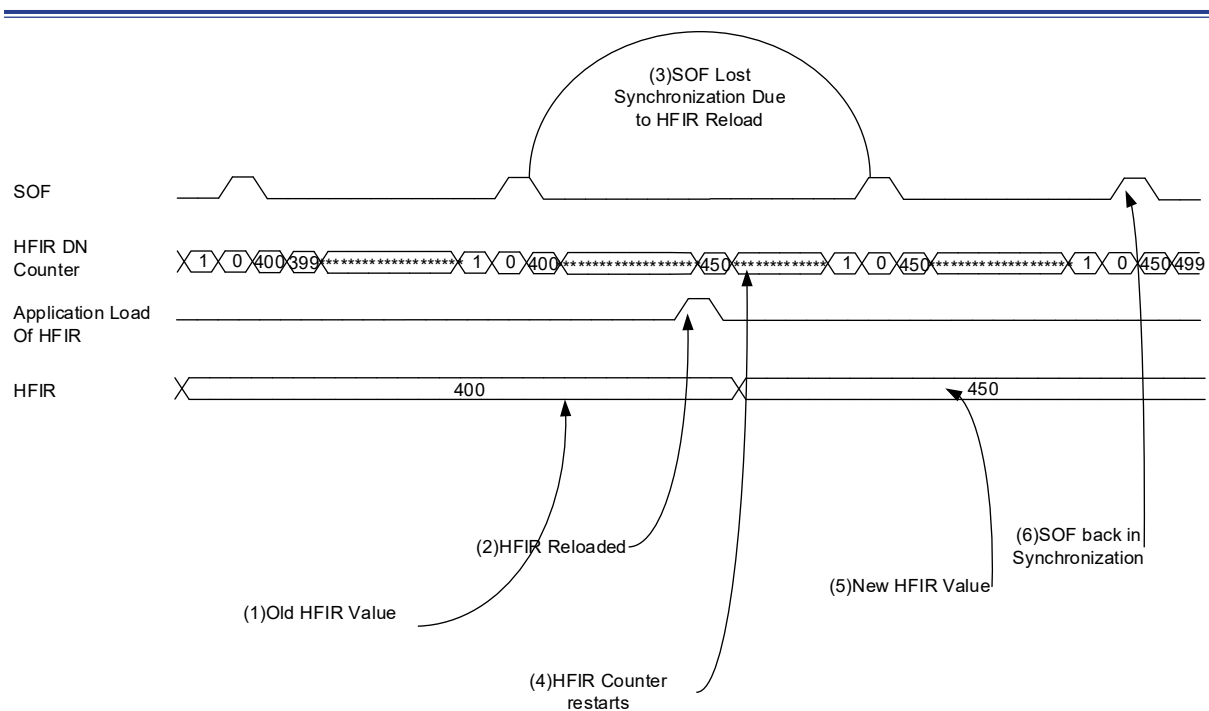 (3)SOF Lost
Synchronization Due
to HFIR Reload
SOF
HFIR DN
Counter
1 0 400 399 ******************* 1 0 400 ****************** 450 ************ 1 0 450 ******************* 1 0 450 499
Application Load
Of HFIR
HFIR
400 450
(2)HFIR Reloaded
(6)SOF back in
Synchronization
(5)New HFIR Value
(1)Old HFIR Value
(4)HFIR Counter
restarts